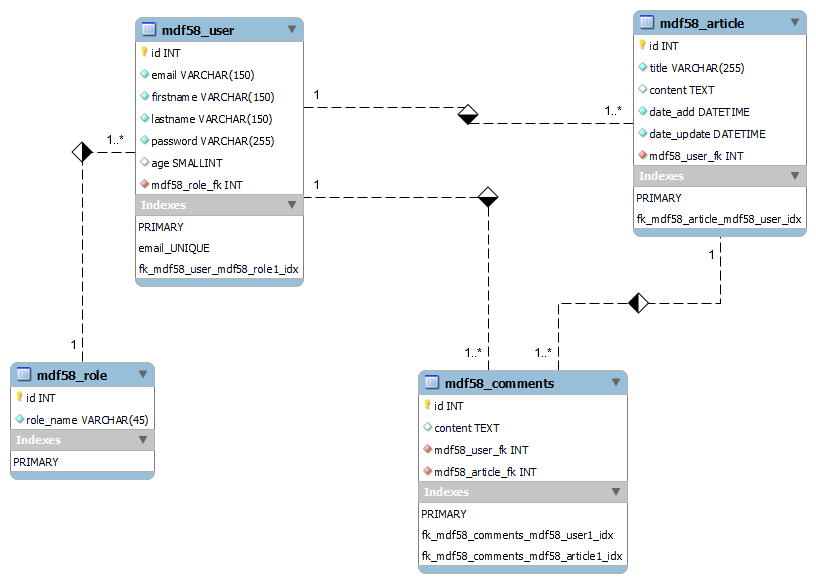 mdf58_user
id INT
email VARCHAR(150)
firstname VARCHAR(150)
lastname VARCHAR(150)
password VARCHAR(255)
age SMALLINT
mdf58_role_fk INT
Indexes
PRIMARY
email_UNIQUE
fk_mdf58_user_mdf58_role1_idx
mdf58_article
id INT
title VARCHAR(255)
content TEXT
date_add DATETIME
date_update DATETIME
mdf58_user_fk INT
Indexes
PRIMARY
fk_mdf58_article_mdf58_user_idx
1
1..*
1..*
1
1
1
1..*
1..*
mdf58_role
id INT
role_name VARCHAR(45)
Indexes
PRIMARY
mdf58_comments
id INT
content TEXT
mdf58_user_fk INT
mdf58_article_fk INT
Indexes
PRIMARY
fk_mdf58_comments_mdf58_user1_idx
fk_mdf58_comments_mdf58_article1_idx